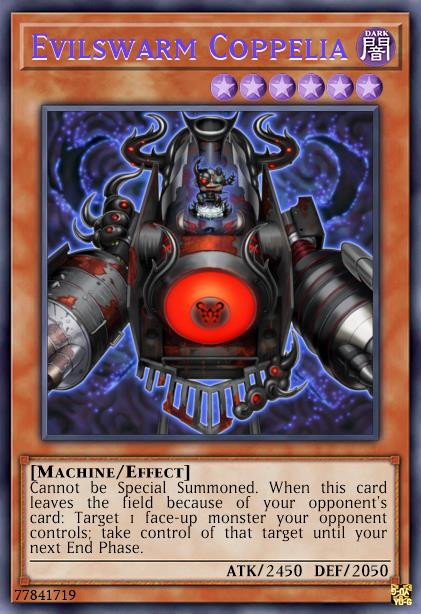 Evilswarm Coppelia
DARK
闇
[Machine/Effect]
Cannot be Special Summoned. When this card
leaves the field because of your opponent's
card: Target 1 face-up monster your opponent
controls; take control of that target until your
next End Phase.
ATK/2450 DEF/2050
77841719